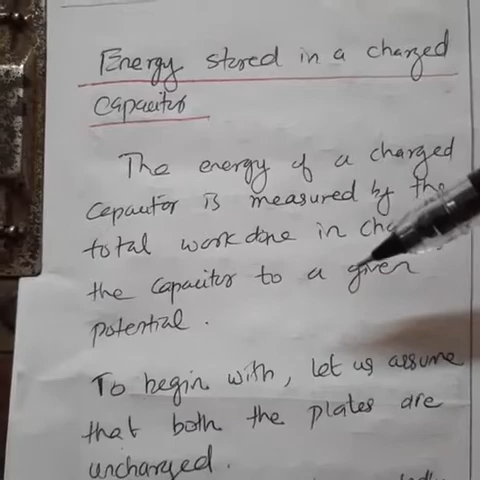 Energy stored in a charged
capacitor
The energy of a charged
capacitor is measured by the
total work done in
the capacitor to a given
potential.
To begin with, let us assume
that both the plates are
uncharged.